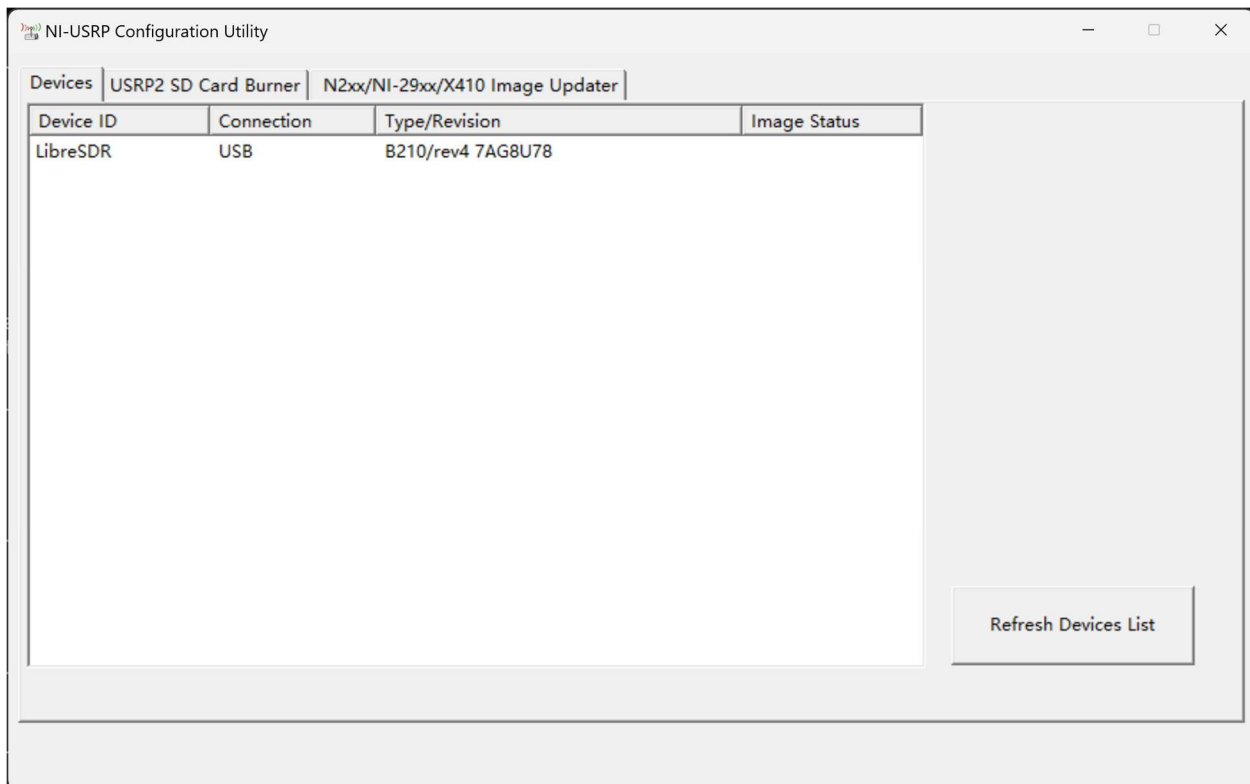 NI-USRP Configuration Utility
Devices USRP2 SD Card Burner N2xx/NI-29xx/X410 Image Updater
Device ID Connection Type/Revision Image Status
LibreSDR USB B210/rev4 7AG8U78
Refresh Devices List